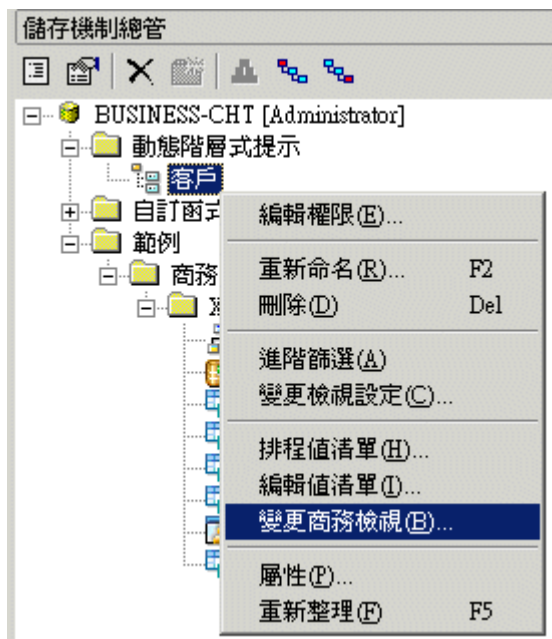 儲存機制總管
BUSINESS-CHT [Administrator]
動態階層式提示
客戶
自訂函式
範例
商務
X
編輯權限(E)...
重新命名(R)... F2
刪除(D) Del
進階篩選(A)
變更檢視設定(C)...
排程值清單(H)...
編輯值清單(I)...
變更商務檢視(B)...
屬性(P)...
重新整理(F) F5